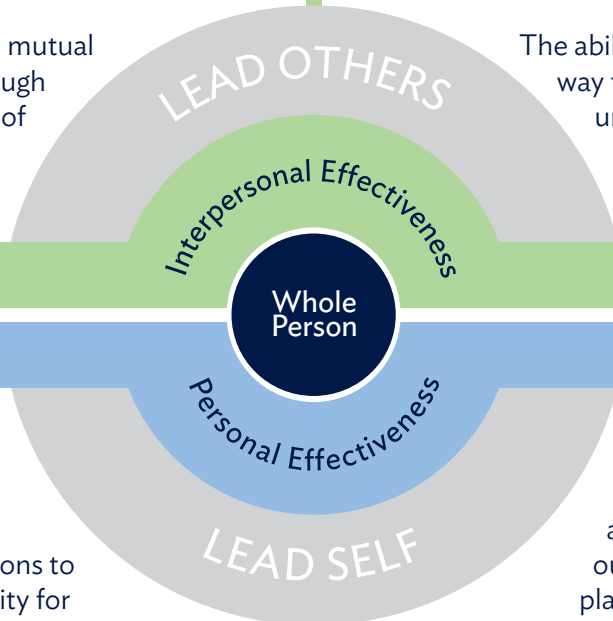 mutual
ugh
of
The abil
way
LEAD OTHERS
Interpersonal Effectiveness
Whole
Person
Personal Effectiveness
LEAD SELF
ons to
ity for
ou
pla